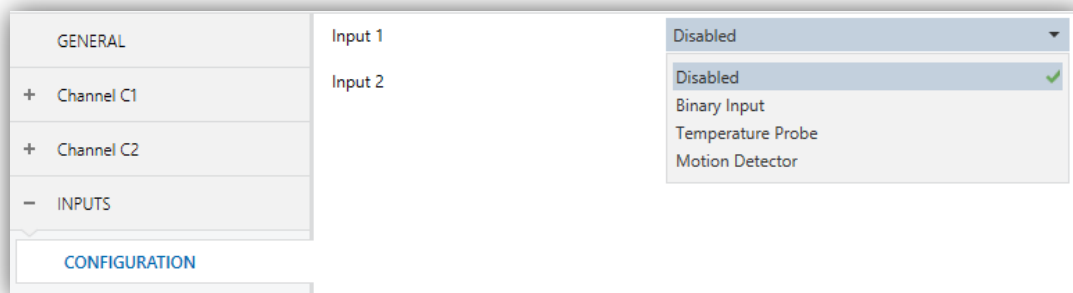 GENERAL
+ Channel C1
+ Channel C2
− INPUTS
CONFIGURATION
Input 1
Disabled
Input 2
Disabled
Binary Input
Temperature Probe
Motion Detector